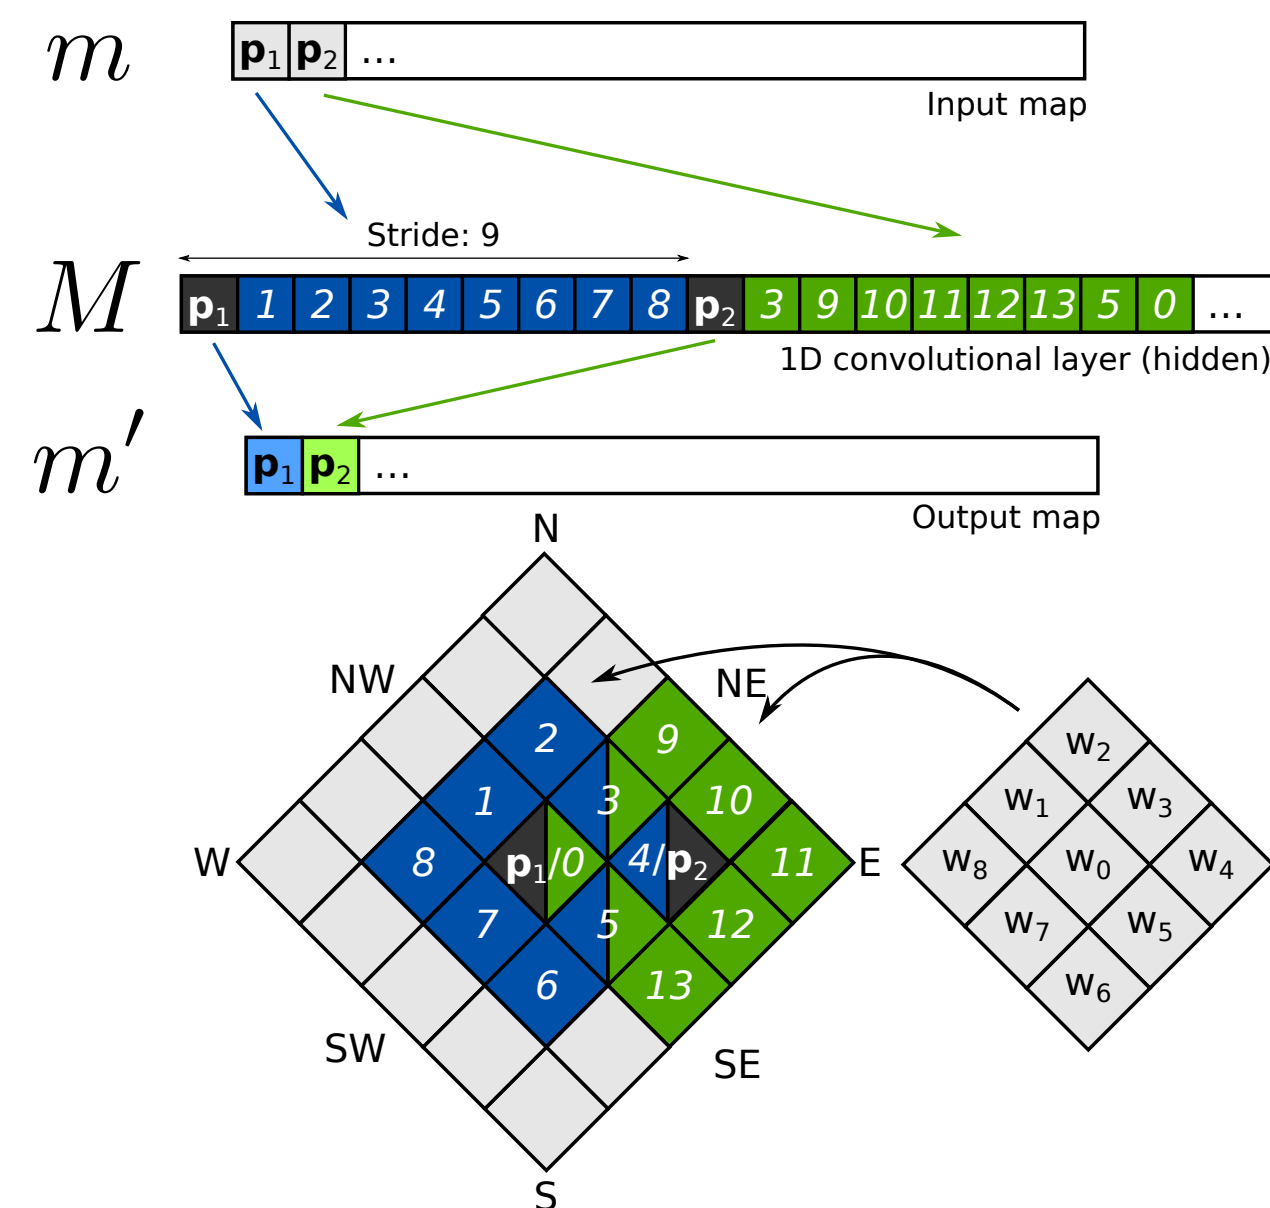 m p₁ p₂ ...
Input map
Stride: 9
M p₁ 1 2 3 4 5 6 7 8 p₂ 3 9 10 11 12 13 5 0 ...
1D convolutional layer (hidden)
m′ p₁ p₂ ...
Output map
N
NW NE
2 9 w₂
1 3 10 w₁ w₃
W 8 p₁/0 4/p₂ 11 E w₈ w₀ w₄
7 5 12 w₇ w₅
6 13 w₆
SW SE
S